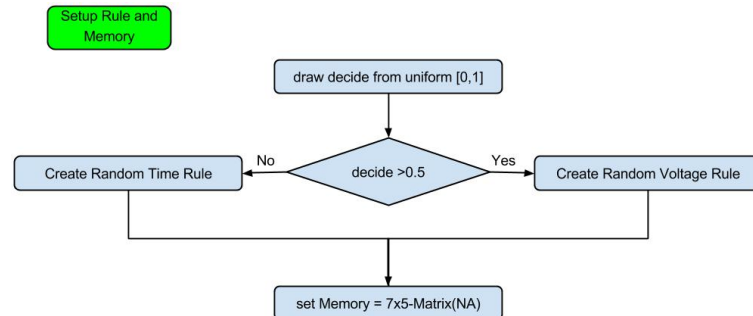 Setup Rule and
Memory
draw decide from uniform [0,1]
No
Yes
Create Random Time Rule
decide >0.5
Create Random Voltage Rule
set Memory = 7x5-Matrix(NA)